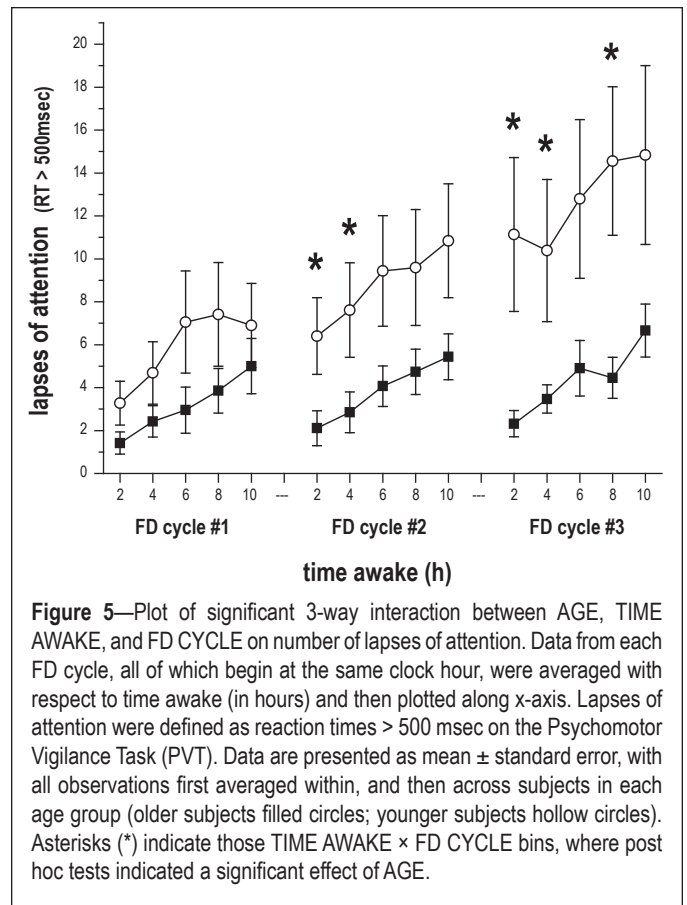 20
18
16
14
12
10
8
6
4
2
0
lapses of attention (RT > 500msec)
* * * * *
2 4 6 8 10 --- 2 4 6 8 10 --- 2 4 6 8 10
FD cycle #1 FD cycle #2 FD cycle #3
time awake (h)
Figure 5—Plot of significant 3-way interaction between AGE, TIME
AWAKE, and FD CYCLE on number of lapses of attention. Data from each
FD cycle, all of which begin at the same clock hour, were averaged with
respect to time awake (in hours) and then plotted along x-axis. Lapses of
attention were defined as reaction times > 500 msec on the Psychomotor
Vigilance Task (PVT). Data are presented as mean ± standard error, with
all observations first averaged within, and then across subjects in each
age group (older subjects filled circles; younger subjects hollow circles).
Asterisks (*) indicate those TIME AWAKE × FD CYCLE bins, where post
hoc tests indicated a significant effect of AGE.